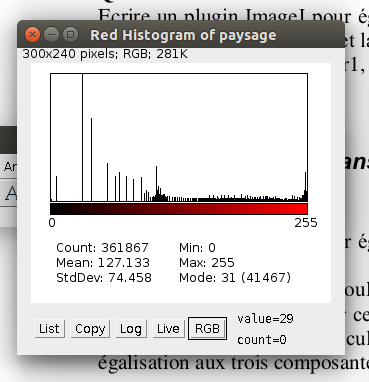 Ecrire un plugin ImageJ pour ég
Red Histogram of paysage
et la
300x240 pixels; RGB; 281K
r1,
ans
Ar
A
r ég
0
255
Count: 361867
Min: 0
Mean: 127.133
Max: 255
StdDev: 74.458
Mode: 31 (41467)
oul
r ce
List
Copy
Log
Live
RGB
value=29
count=0
cul
égalisation aux trois composante